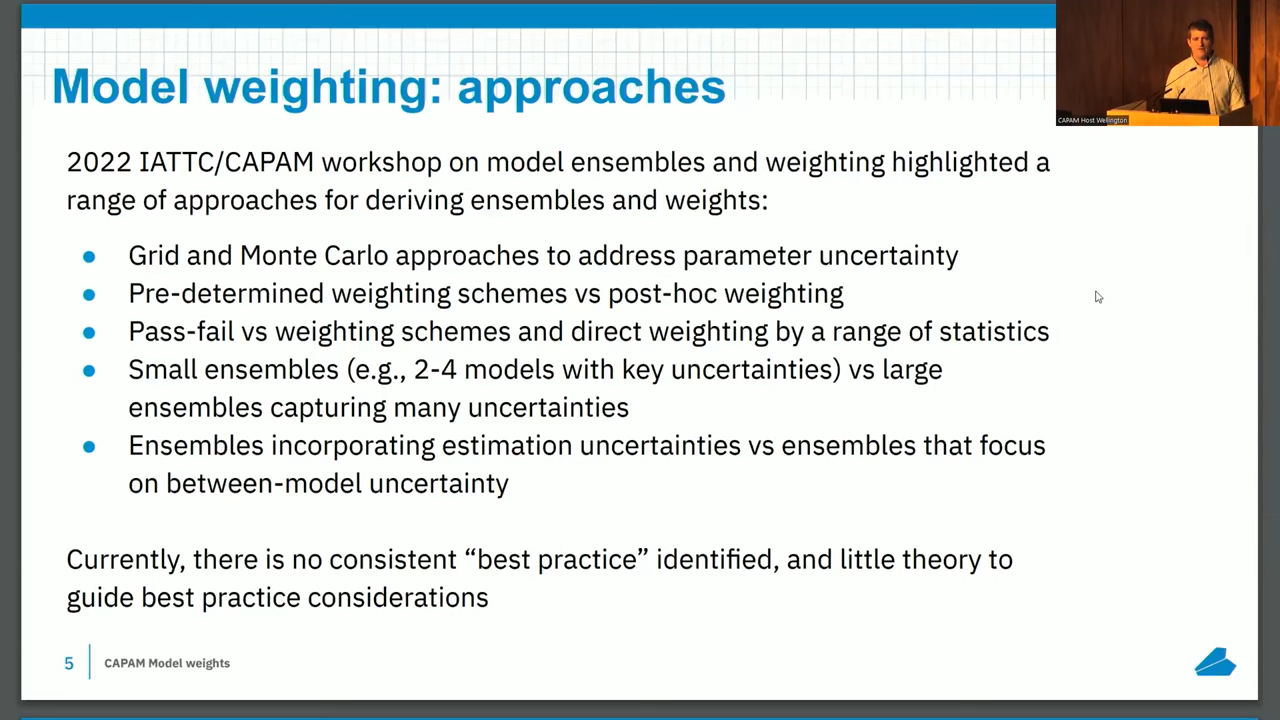 Model weighting: approaches
CAPAM Host Wellington
2022 IATTC/CAPAM workshop on model ensembles and weighting highlighted a
range of approaches for deriving ensembles and weights:
● Grid and Monte Carlo approaches to address parameter uncertainty
● Pre-determined weighting schemes vs post-hoc weighting
● Pass-fail vs weighting schemes and direct weighting by a range of statistics
● Small ensembles (e.g., 2-4 models with key uncertainties) vs large
ensembles capturing many uncertainties
● Ensembles incorporating estimation uncertainties vs ensembles that focus
on between-model uncertainty
Currently, there is no consistent “best practice” identified, and little theory to
guide best practice considerations
5 CAPAM Model weights